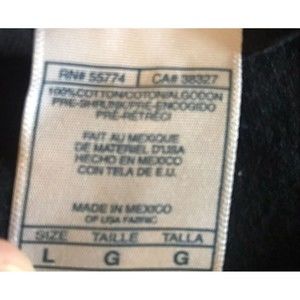 RN# 55774 CA# 38327
100%COTTON/COTON/ALGODON
PRE-SHRUNK/PRE-ENCOGIDO
PRE-RETRECI
FAIT AU MEXIQUE
DE MATERIEL D'USA
HECHO EN MEXICO
CON TELA DE E.U.
MADE IN MEXICO
OF USA FABRIC
SIZE TAILLE TALLA
L G G